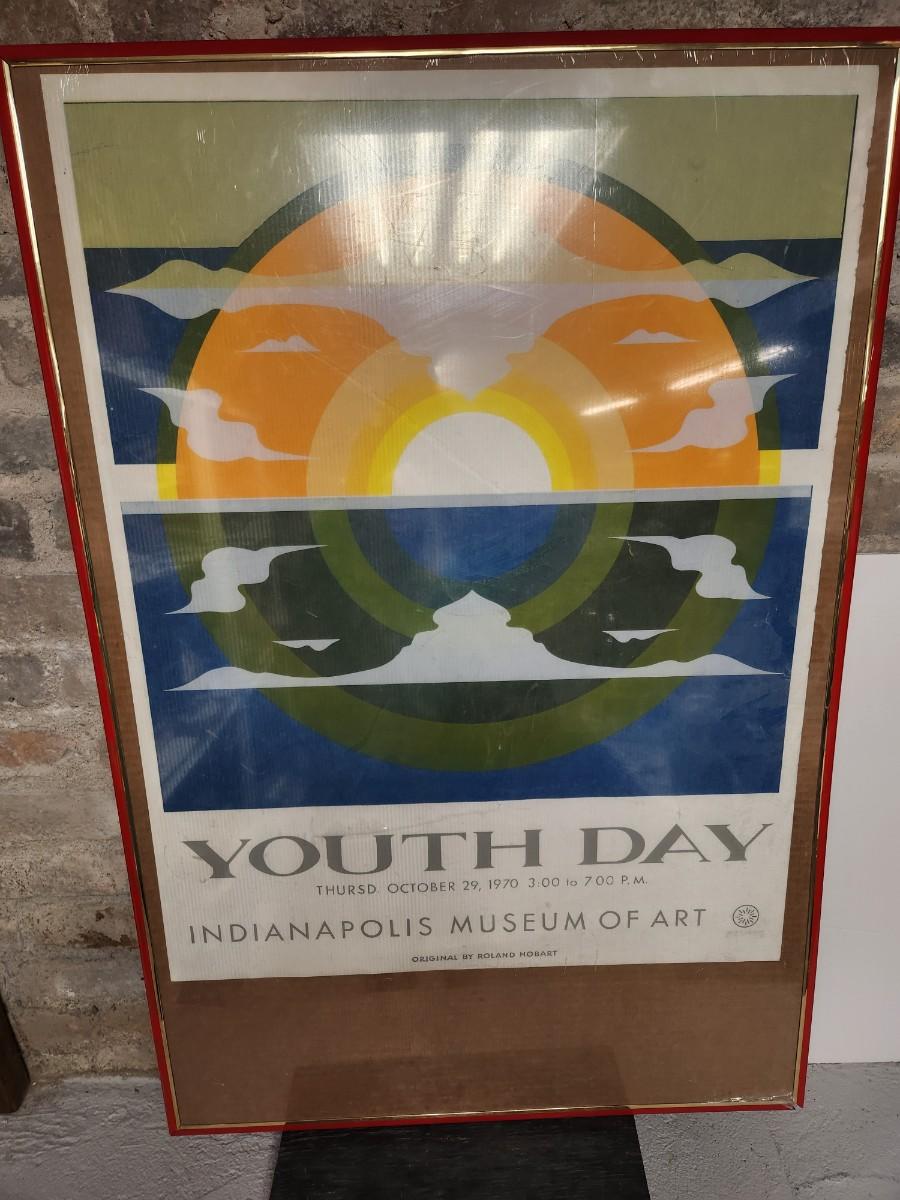 YOUTH DAY
THURSD. OCTOBER 29, 1970 3:00 to 7:00 P.M.
INDIANAPOLIS MUSEUM OF ART
ORIGINAL BY ROLAND HOBART